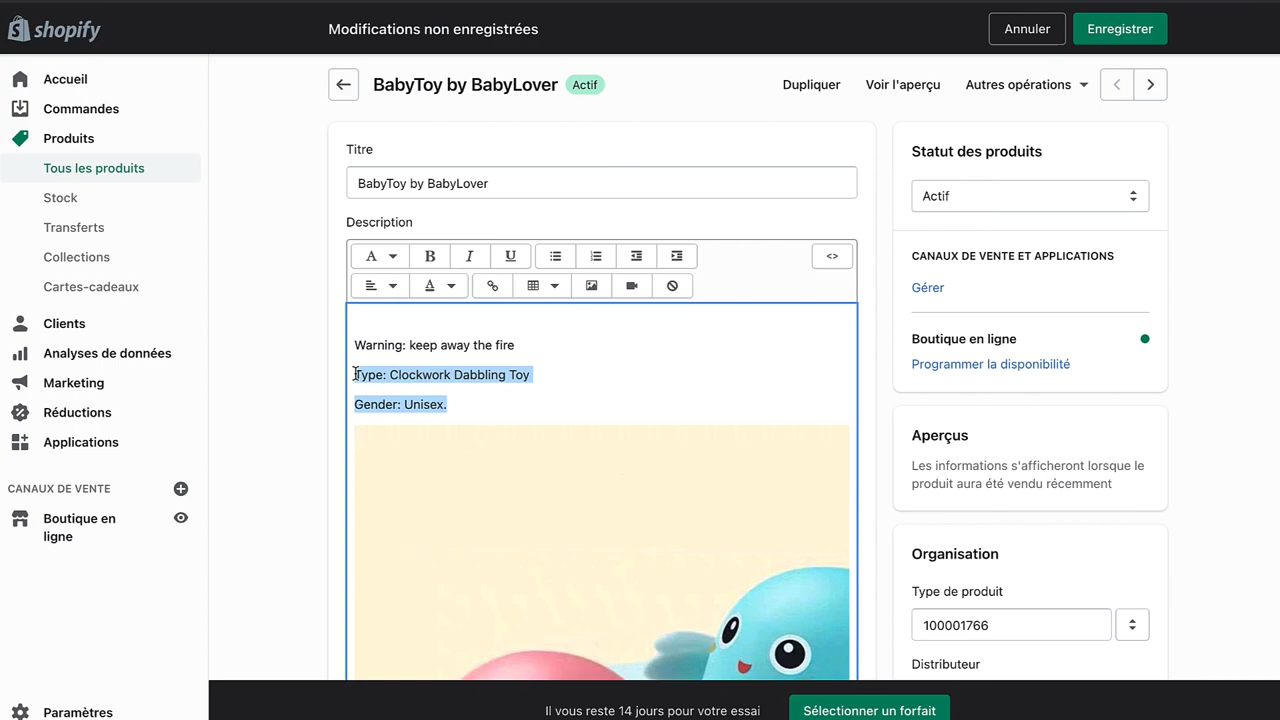 shopify
Modifications non enregistrées
Annuler
Enregistrer
Accueil
Commandes
Produits
Tous les produits
Stock
Transferts
Collections
Cartes-cadeaux
Clients
Analyses de données
Marketing
Réductions
Applications
CANAUX DE VENTE
Boutique en
ligne
Paramètres
BabyToy by BabyLover
Actif
Dupliquer
Voir l'aperçu
Autres opérations
Titre
BabyToy by BabyLover
Description
A
B
I
U
<>
A
Warning: keep away the fire
Type: Clockwork Dabbling Toy
Gender: Unisex.
Statut des produits
Actif
CANAUX DE VENTE ET APPLICATIONS
Gérer
Boutique en ligne
Programmer la disponibilité
Aperçus
Les informations s'afficheront lorsque le
produit aura été vendu récemment
Organisation
Type de produit
100001766
Distributeur
Il vous reste 14 jours pour votre essai
Sélectionner un forfait